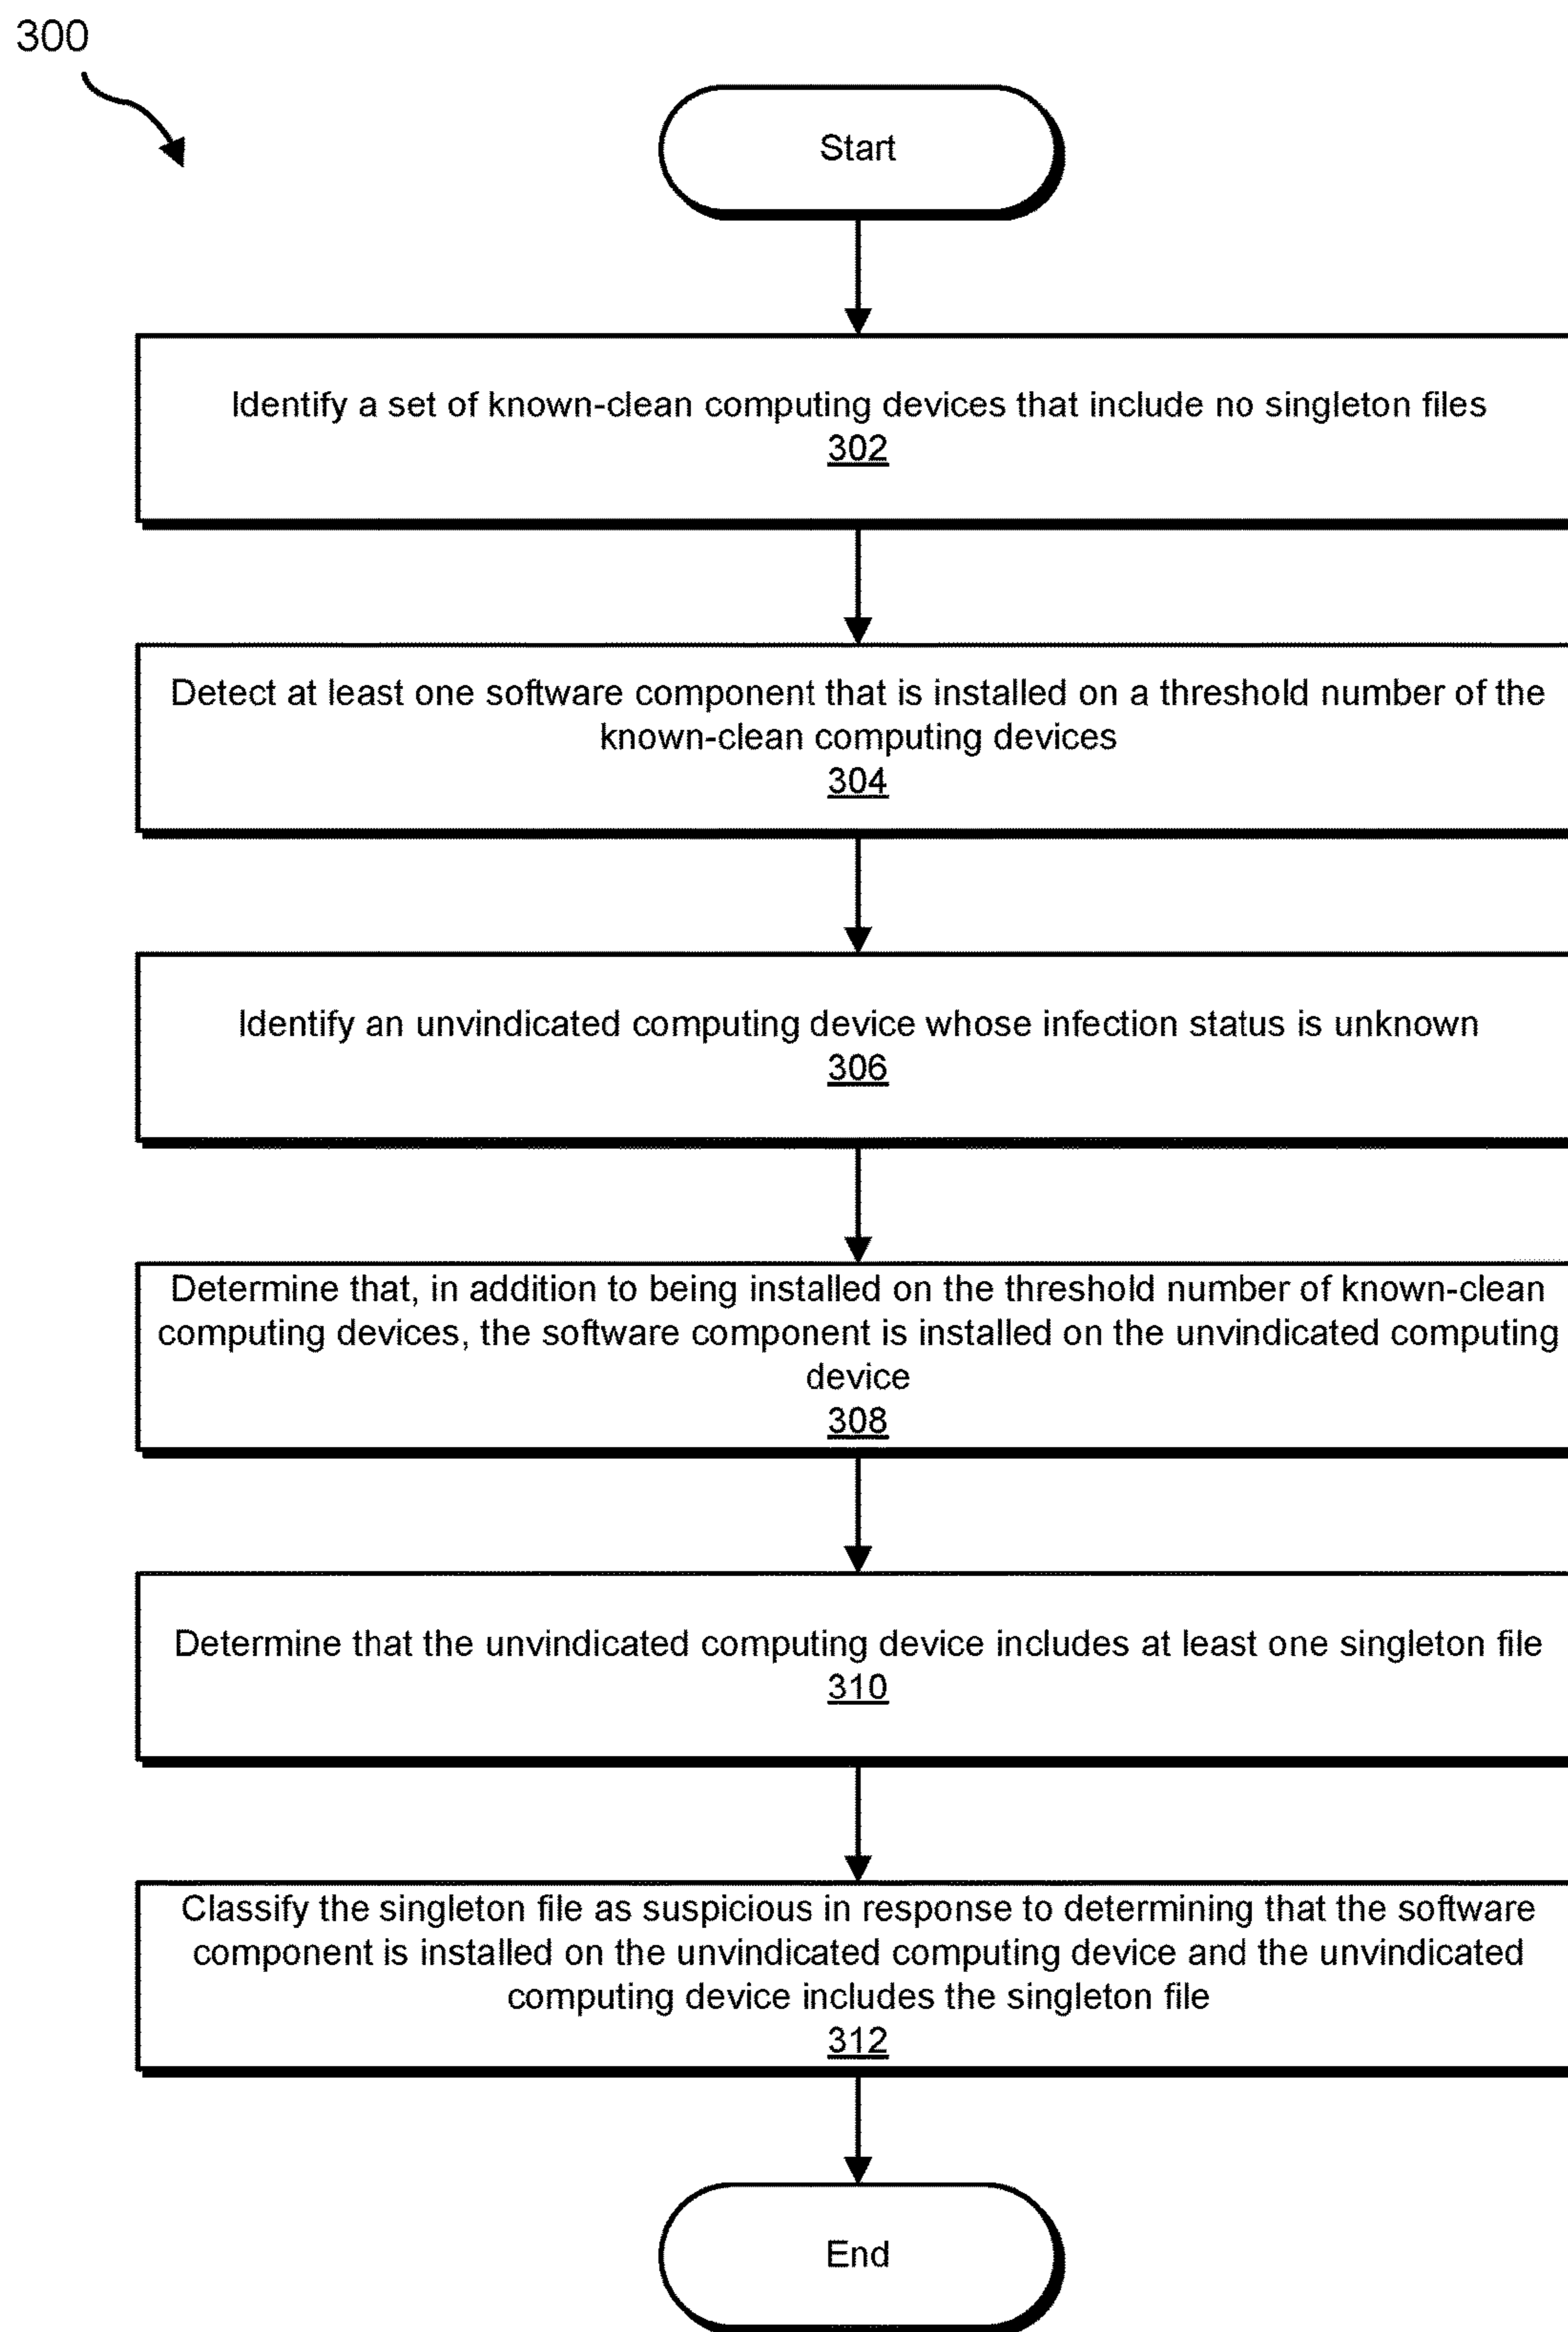 300
Start
Identify a set of known-clean computing devices that include no singleton files
302
Detect at least one software component that is installed on a threshold number of the
known-clean computing devices
304
Identify an unvindicated computing device whose infection status is unknown
306
Determine that, in addition to being installed on the threshold number of known-clean
computing devices, the software component is installed on the unvindicated computing
device
308
Determine that the unvindicated computing device includes at least one singleton file
310
Classify the singleton file as suspicious in response to determining that the software
component is installed on the unvindicated computing device and the unvindicated
computing device includes the singleton file
312
End